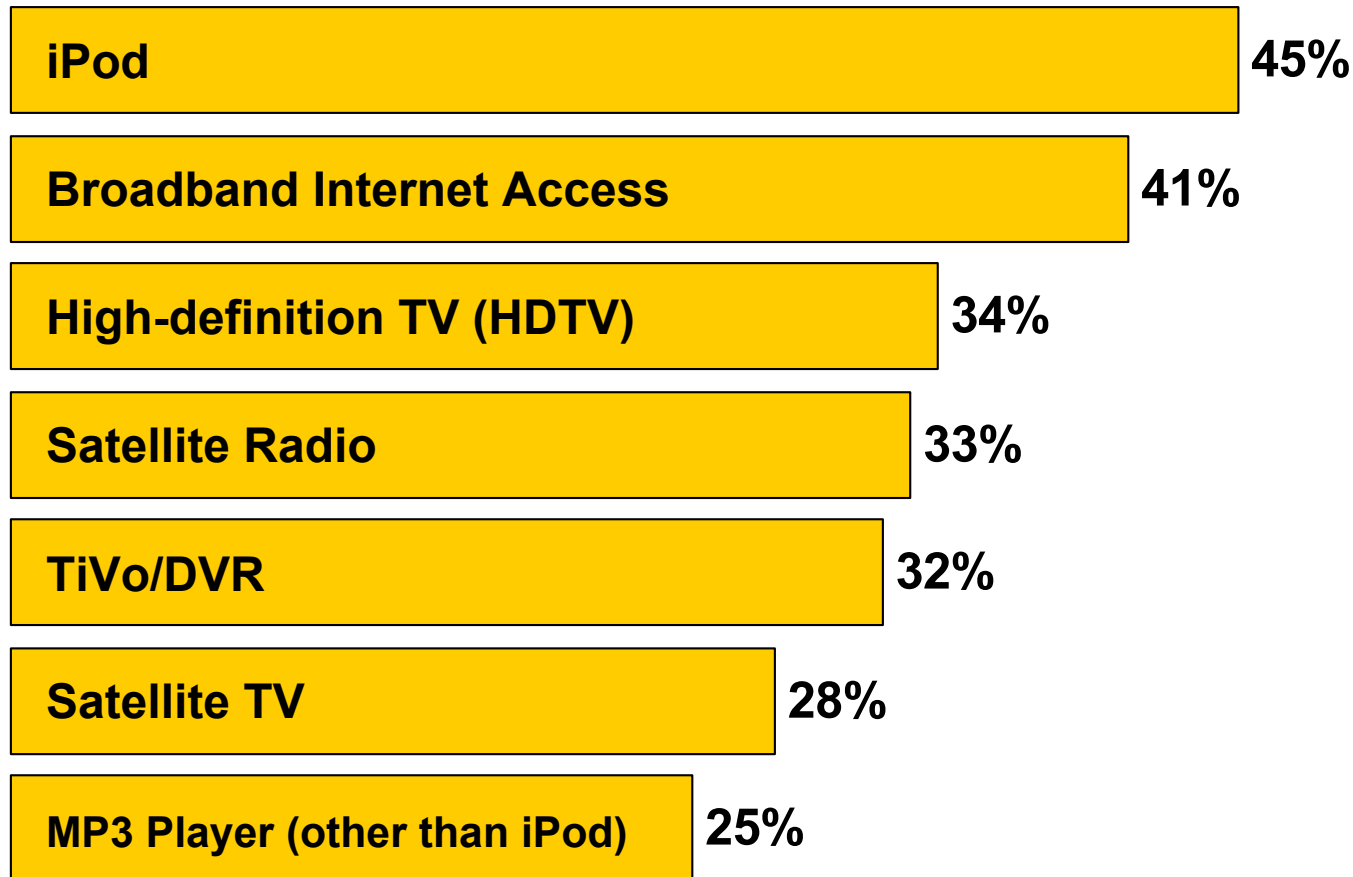 iPod 45%
Broadband Internet Access 41%
High-definition TV (HDTV) 34%
Satellite Radio 33%
TiVo/DVR 32%
Satellite TV 28%
MP3 Player (other than iPod) 25%